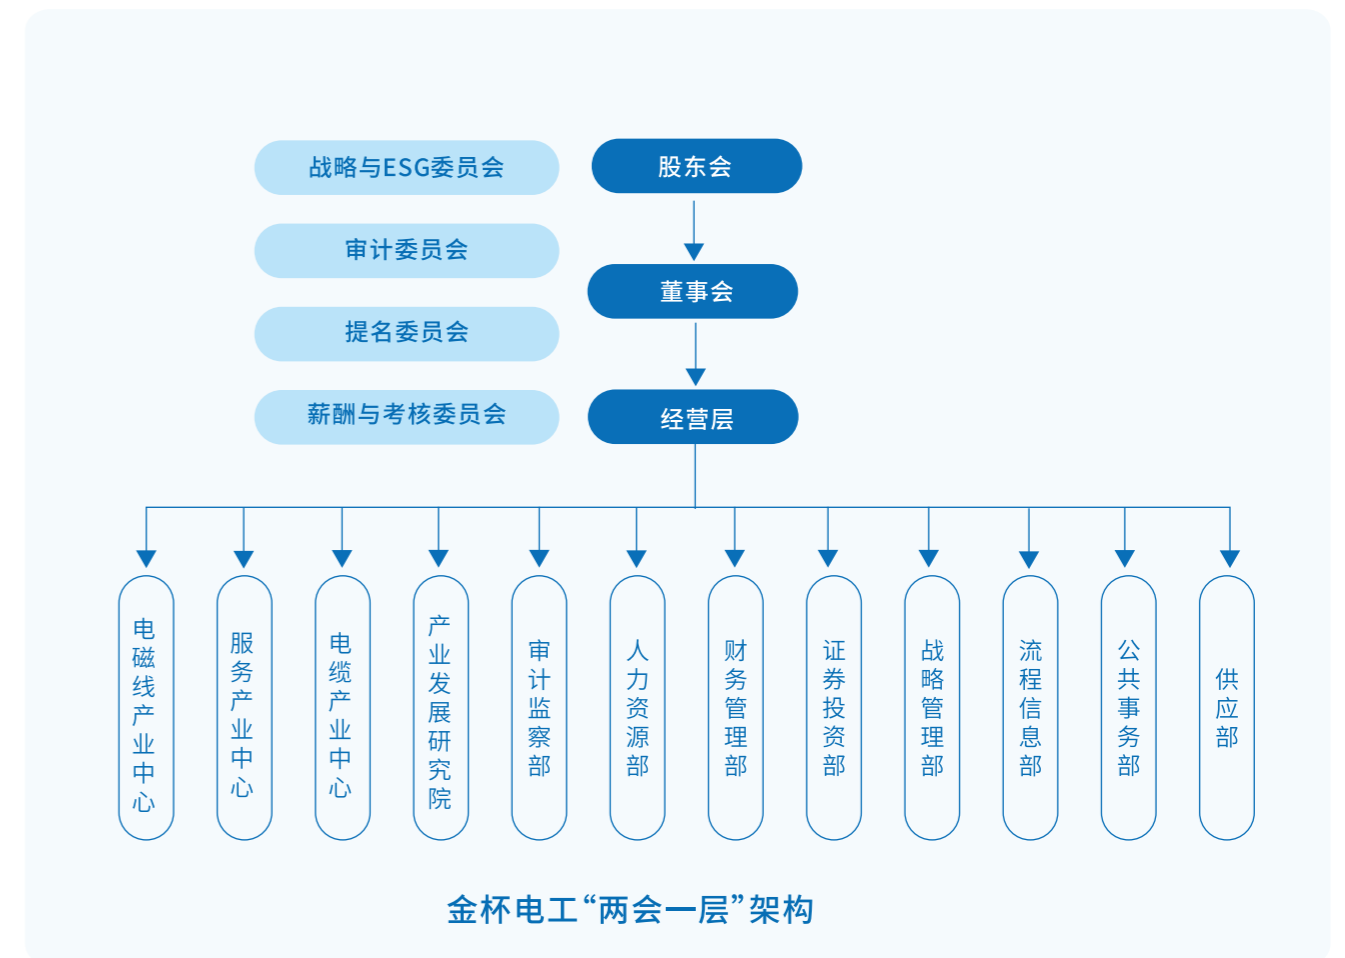 战略与ESG委员会
股东会
审计委员会
董事会
提名委员会
薪酬与考核委员会
经营层
电磁线产业中心
服务产业中心
电缆产业中心
产业发展研究院
审计监察部
人力资源部
财务管理部
证券投资部
战略管理部
流程信息部
公共事务部
供应部
金杯电工“两会一层”架构